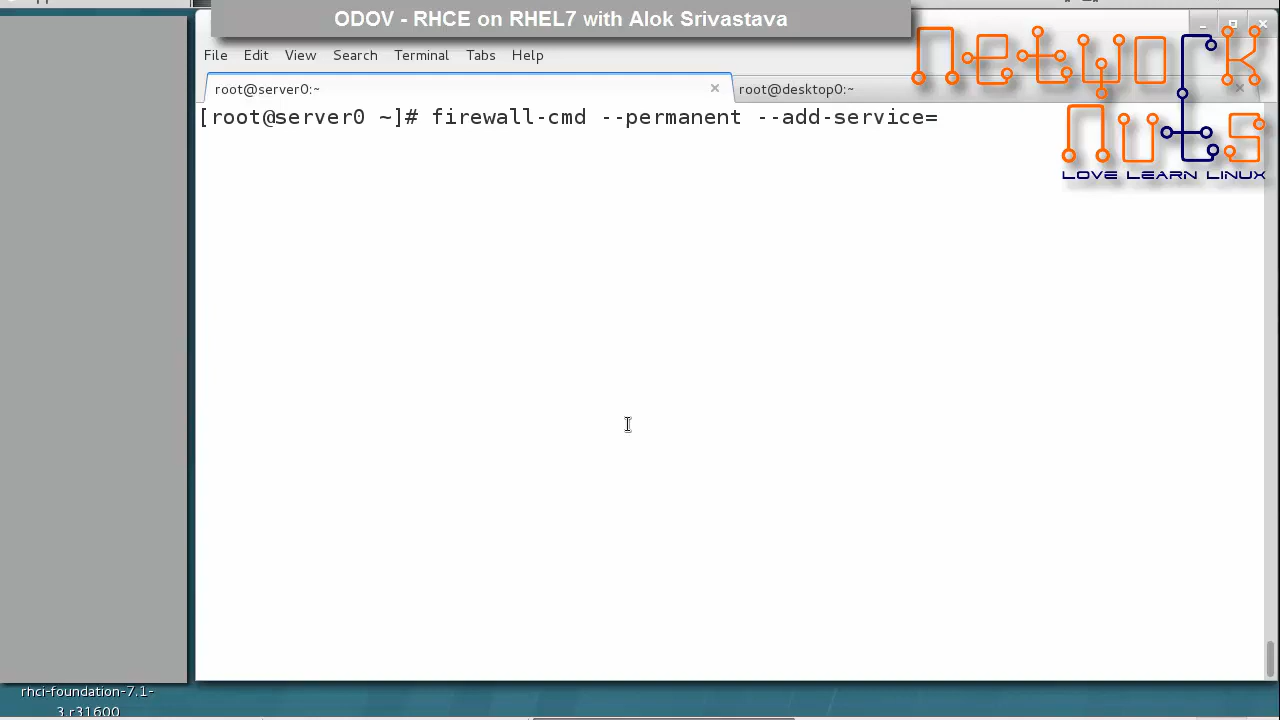 ODOV - RHCE on RHEL7 with Alok Srivastava
File Edit View Search Terminal Tabs Help
root@server0:~
root@desktop0:~
[root@server0 ~]# firewall-cmd --permanent --add-service=
network
nuts
LOVE LEARN LINUX
rhci-foundation-7.1-
3.r31600